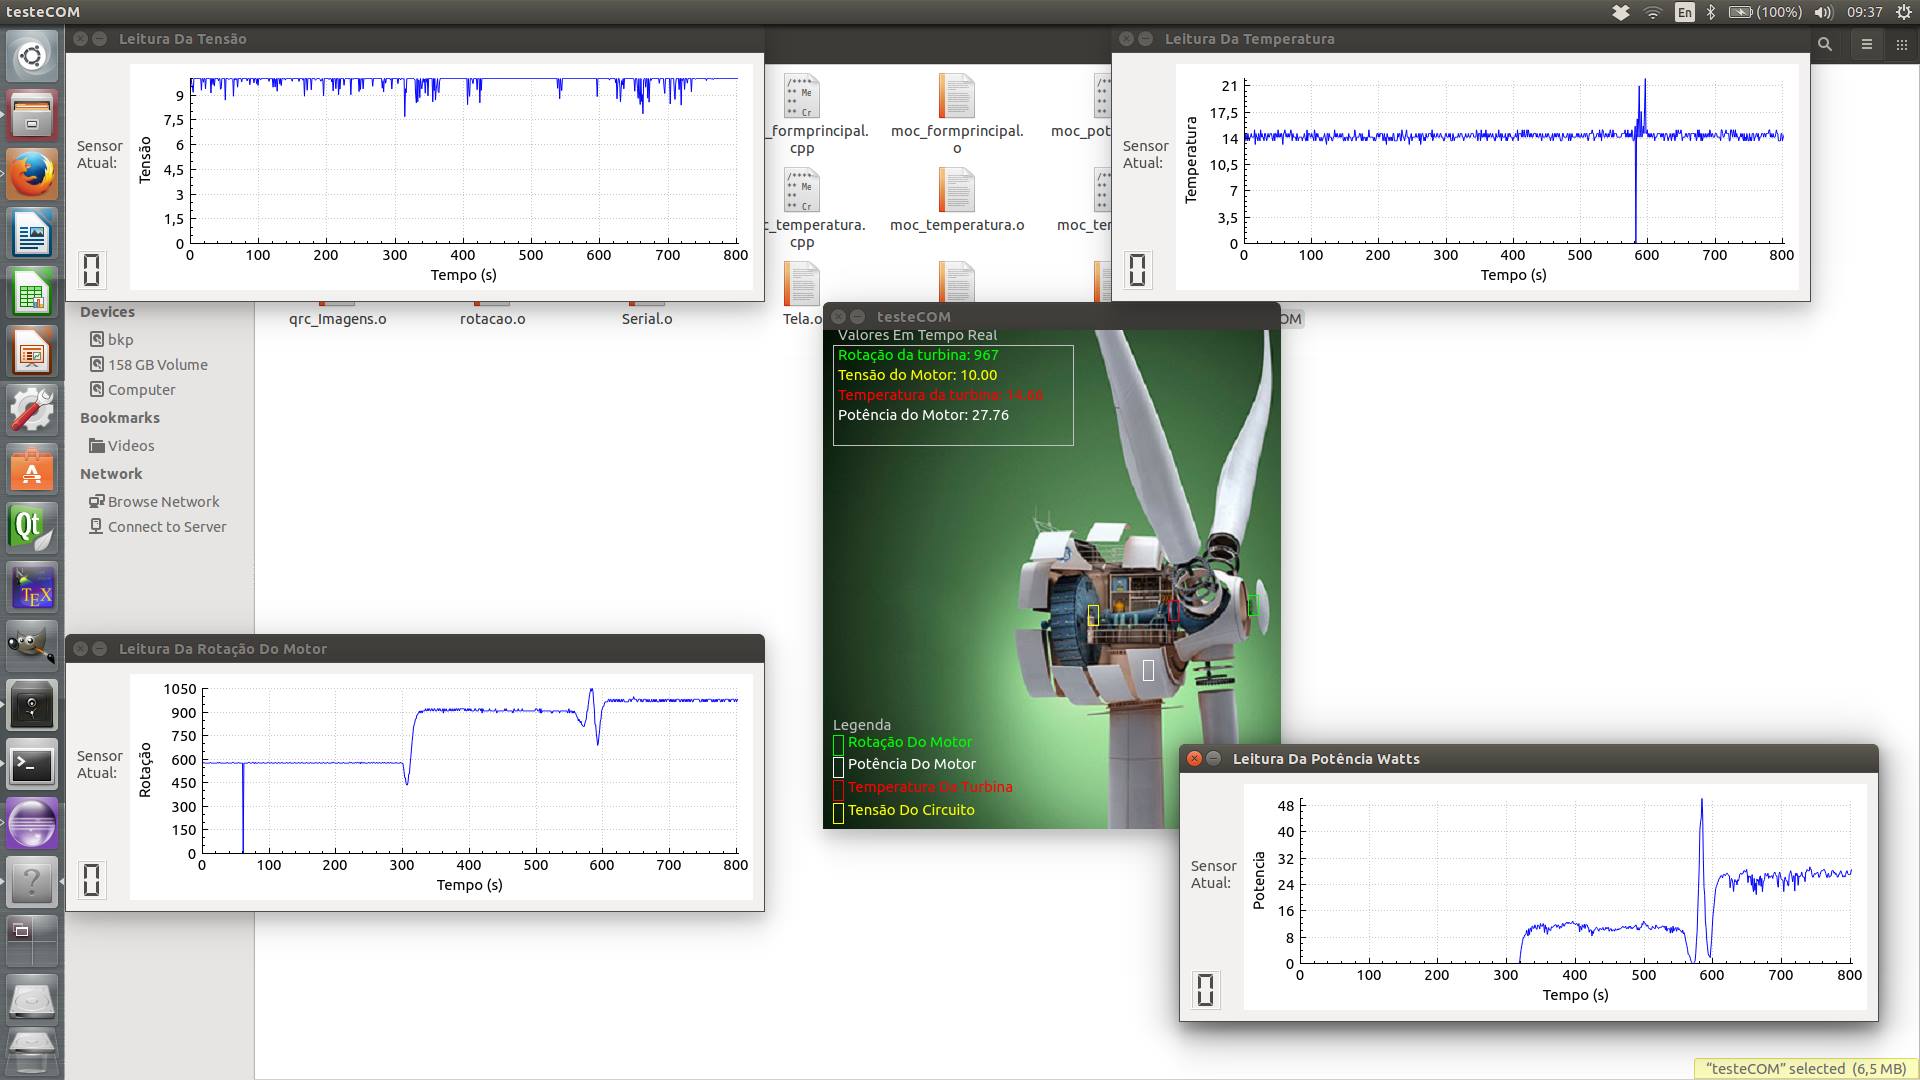 testeCOM
En
(100%)
09:37
Leitura Da Tensão
Sensor
Atual:
0
Tensão
9
7,5
6
4,5
3
1,5
0
0 100 200 300 400 500 600 700 800
Tempo (s)
Leitura Da Temperatura
Sensor
Atual:
0
Temperatura
21
17,5
14
10,5
7
3,5
0
0 100 200 300 400 500 600 700 800
Tempo (s)
/****
** Me
** Cr
_formprincipal.
cpp
moc_formprincipal.
o
/***
** M
** C
moc_pot
/****
** Me
** Cr
c_temperatura.
cpp
moc_temperatura.o
/***
** M
** C
moc_ter
qrc_Imagens.o
rotacao.o
Serial.o
Tela.o
OM
Devices
bkp
158 GB Volume
Computer
Bookmarks
Videos
Network
Browse Network
Connect to Server
Qt
TEX
testeCOM
Valores Em Tempo Real
Rotação da turbina: 967
Tensão do Motor: 10.00
Temperatura da turbina: 14.66
Potência do Motor: 27.76
Legenda
Rotação Do Motor
Potência Do Motor
Temperatura Da Turbina
Tensão Do Circuito
Leitura Da Rotação Do Motor
Sensor
Atual:
0
Rotação
1050
900
750
600
450
300
150
0
0 100 200 300 400 500 600 700 800
Tempo (s)
Leitura Da Potência Watts
Sensor
Atual:
0
Potencia
48
40
32
24
16
8
0
0 100 200 300 400 500 600 700 800
Tempo (s)
"testeCOM" selected (6,5 MB)